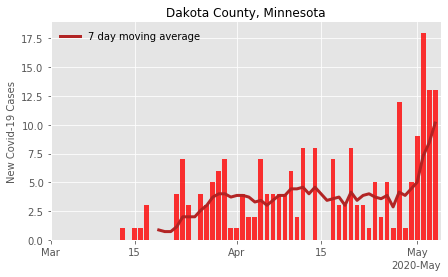 Dakota County, Minnesota
7 day moving average
New Covid-19 Cases
17.5
15.0
12.5
10.0
7.5
5.0
2.5
0.0
Mar
15
Apr
15
May
2020-May